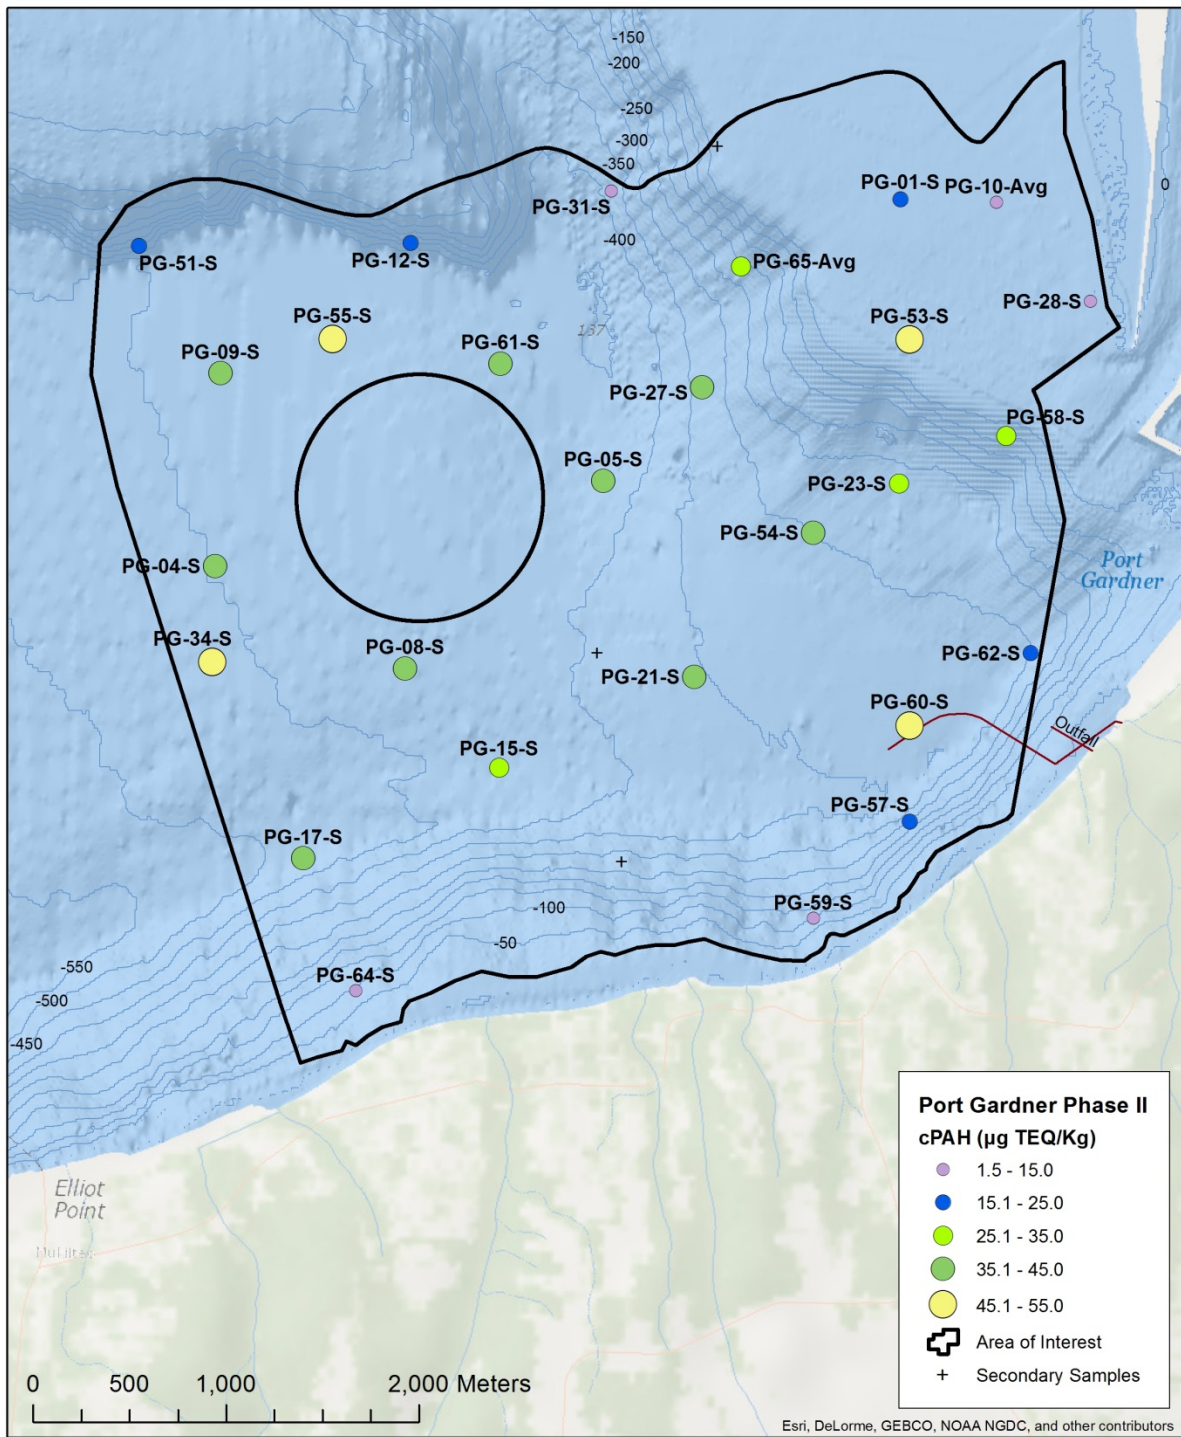 -150
-200
-250
-300
-350
-400
0
PG-01-S
PG-10-Avg
PG-31-S
PG-51-S
PG-12-S
PG-65-Avg
PG-28-S
PG-55-S
PG-53-S
137
PG-61-S
PG-09-S
PG-27-S
PG-58-S
PG-05-S
PG-23-S
PG-54-S
PG-04-S
Port
Gardner
PG-34-S
PG-08-S
PG-62-S
PG-21-S
PG-60-S
Outfall
PG-15-S
PG-57-S
PG-17-S
PG-59-S
-100
-50
PG-64-S
-550
-500
-450
Elliot
Point
Port Gardner Phase II
cPAH (µg TEQ/Kg)
1.5 - 15.0
15.1 - 25.0
25.1 - 35.0
35.1 - 45.0
45.1 - 55.0
Area of Interest
Secondary Samples
0 500 1,000 2,000 Meters
Esri, DeLorme, GEBCO, NOAA NGDC, and other contributors